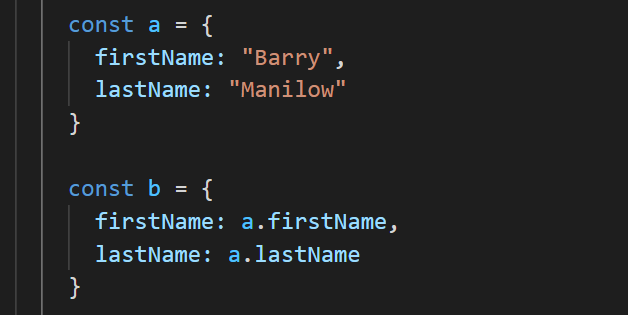 const a = {
firstName: "Barry",
lastName: "Manilow"
}
const b = {
firstName: a.firstName,
lastName: a.lastName
}